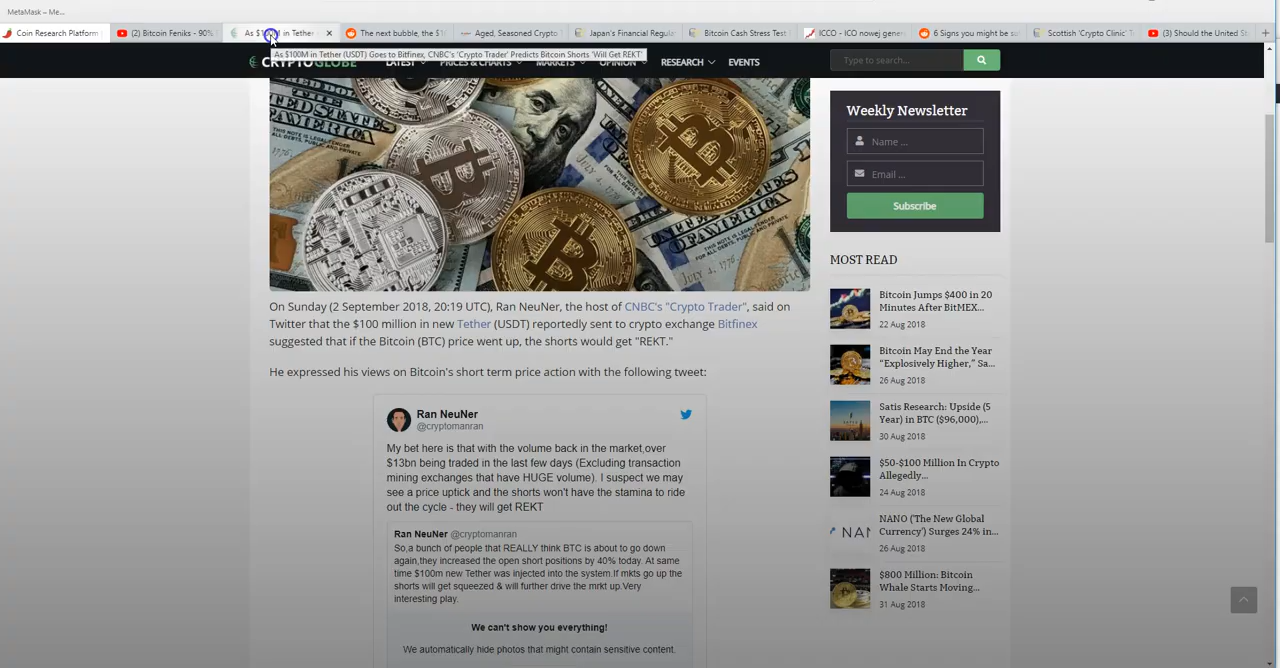 MetaMask – Me...
Coin Research Platform
(2) Bitcoin Feniks - 90%
As $100M in Tether
The next bubble, the $1
Aged, Seasoned Crypto
Japan's Financial Regula
Bitcoin Cash Stress Test
ICCO - ICO nowej gene
6 Signs you might be su
Scottish 'Crypto Clinic' T
(3) Should the United St
As $100M in Tether (USDT) Goes to Bitfinex, CNBC's 'Crypto Trader' Predicts Bitcoin Shorts 'Will Get REKT'
CRYPTOGLOBE
LATEST
PRICES & CHARTS
MARKETS
OPINION
RESEARCH
EVENTS
Type to search...
Weekly Newsletter
Name ...
Email ...
Subscribe
On Sunday (2 September 2018, 20:19 UTC), Ran NeuNer, the host of CNBC's "Crypto Trader", said on
Twitter that the $100 million in new Tether (USDT) reportedly sent to crypto exchange Bitfinex
suggested that if the Bitcoin (BTC) price went up, the shorts would get "REKT."
He expressed his views on Bitcoin's short term price action with the following tweet:
Ran NeuNer
@cryptomanran
My bet here is that with the volume back in the market,over
$13bn being traded in the last few days (Excluding transaction
mining exchanges that have HUGE volume). I suspect we may
see a price uptick and the shorts won't have the stamina to ride
out the cycle - they will get REKT
Ran NeuNer @cryptomanran
So,a bunch of people that REALLY think BTC is about to go down
again,they increased the open short positions by 40% today. At same
time $100m new Tether was injected into the system.If mkts go up the
shorts will get squeezed & will further drive the mrkt up.Very
interesting play.
We can't show you everything!
We automatically hide photos that might contain sensitive content.
MOST READ
Bitcoin Jumps $400 in 20
Minutes After BitMEX...
22 Aug 2018
Bitcoin May End the Year
“Explosively Higher,” Sa...
26 Aug 2018
Satis Research: Upside (5
Year) in BTC ($96,000),...
30 Aug 2018
$50-$100 Million In Crypto
Allegedly...
24 Aug 2018
NANO ('The New Global
Currency') Surges 24% in...
26 Aug 2018
$800 Million: Bitcoin
Whale Starts Moving...
31 Aug 2018